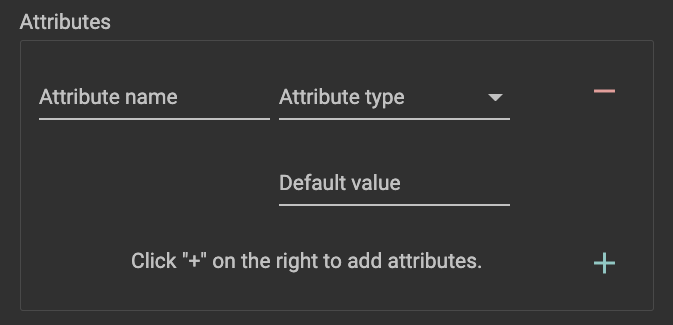 Attributes
Attribute name
Attribute type
Default value
Click "+" on the right to add attributes.